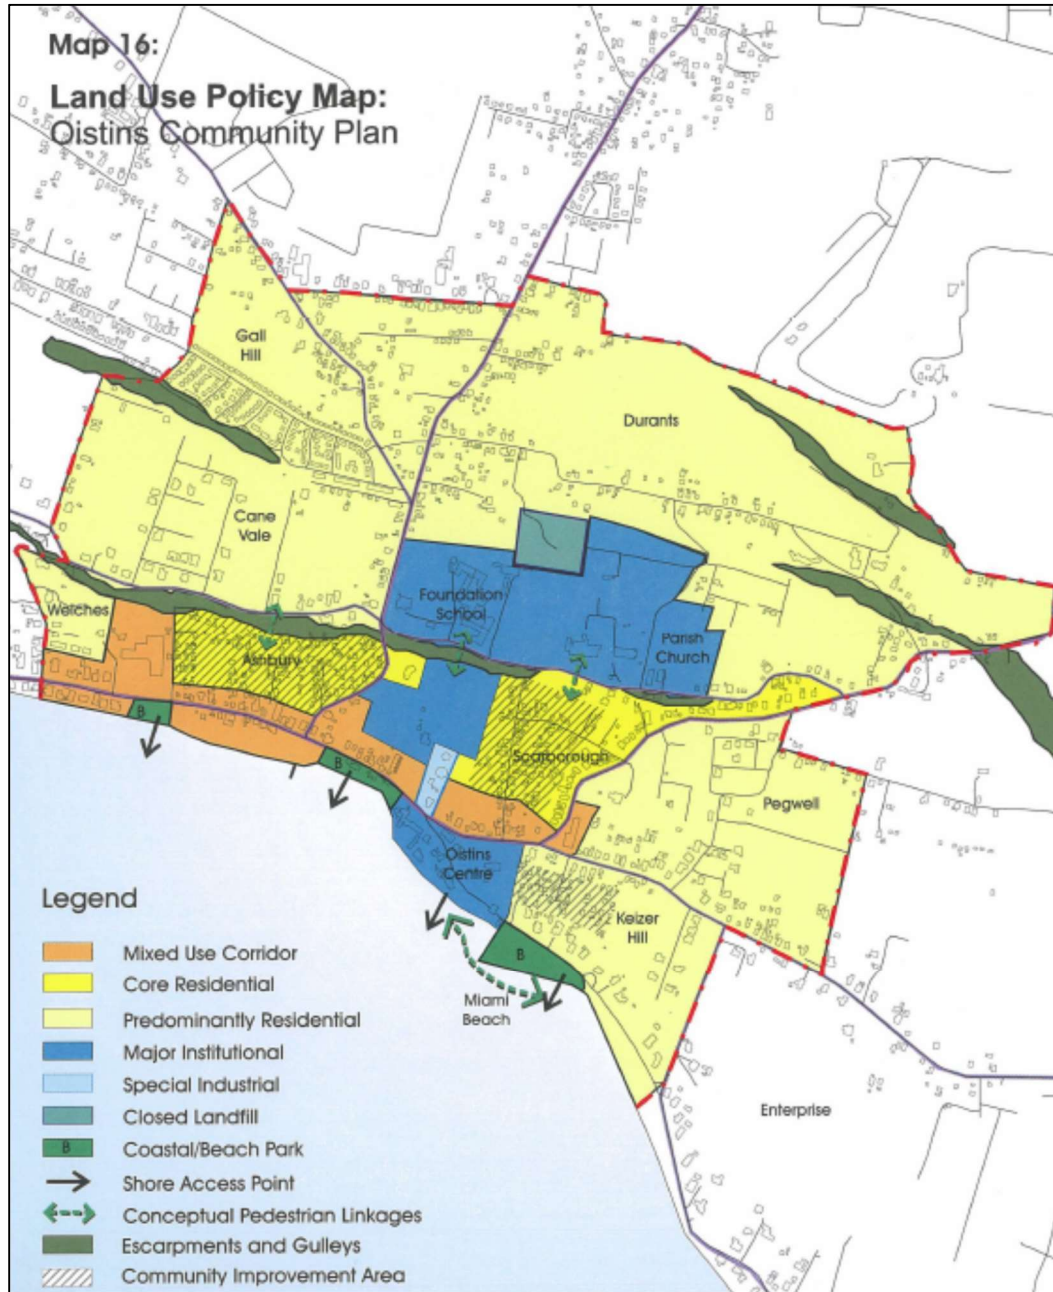 Map 16:
Land Use Policy Map:
Oistins Community Plan
Gall
Hill
Durants
Cane
Vale
Foundation
School
Welches
Parish
Church
Ashbury
B
Scarborough
B
Pegwell
Oistins
Centre
Keizer
Hill
B
Miami
Beach
Enterprise
Legend
Mixed Use Corridor
Core Residential
Predominantly Residential
Major Institutional
Special Industrial
Closed Landfill
B Coastal/Beach Park
Shore Access Point
Conceptual Pedestrian Linkages
Escarpments and Gulleys
Community Improvement Area